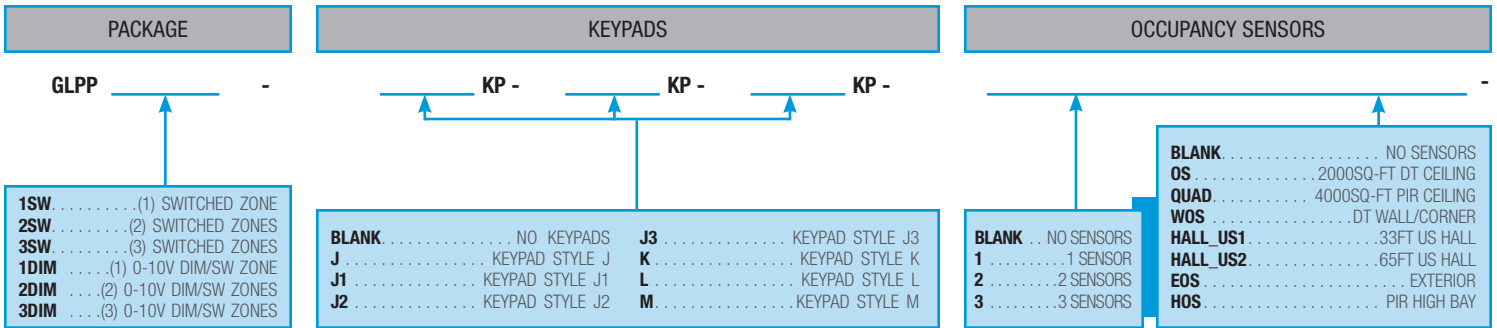 PACKAGE
KEYPADS
OCCUPANCY SENSORS
GLPP ________ -
______ KP - ______ KP - ______ KP -
________________________ -
1SW. . . . . . . . . .(1) SWITCHED ZONE
2SW. . . . . . . . .(2) SWITCHED ZONES
3SW. . . . . . . . .(3) SWITCHED ZONES
1DIM . . . . .(1) 0-10V DIM/SW ZONE
2DIM . . . .(2) 0-10V DIM/SW ZONES
3DIM . . . .(3) 0-10V DIM/SW ZONES
BLANK. . . . . . . . . . . . . . . NO KEYPADS
J . . . . . . . . . . . . . . . . . KEYPAD STYLE J
J1 . . . . . . . . . . . . . . . KEYPAD STYLE J1
J2 . . . . . . . . . . . . . . . KEYPAD STYLE J2
J3 . . . . . . . . . . . . . . . KEYPAD STYLE J3
K. . . . . . . . . . . . . . . . . KEYPAD STYLE K
L. . . . . . . . . . . . . . . . . KEYPAD STYLE L
M. . . . . . . . . . . . . . . . KEYPAD STYLE M
BLANK . . NO SENSORS
1 . . . . . . . . . .1 SENSOR
2 . . . . . . . . .2 SENSORS
3 . . . . . . . . .3 SENSORS
BLANK. . . . . . . . . . . . . . . . . . NO SENSORS
OS . . . . . . . . . . . . . .2000SQ-FT DT CEILING
QUAD. . . . . . . . . . . . 4000SQ-FT PIR CEILING
WOS . . . . . . . . . . . . . . . . .DT WALL/CORNER
HALL_US1. . . . . . . . . . . . . . .33FT US HALL
HALL_US2. . . . . . . . . . . . . . .65FT US HALL
EOS. . . . . . . . . . . . . . . . . . . . . . . EXTERIOR
HOS. . . . . . . . . . . . . . . . . . . . PIR HIGH BAY